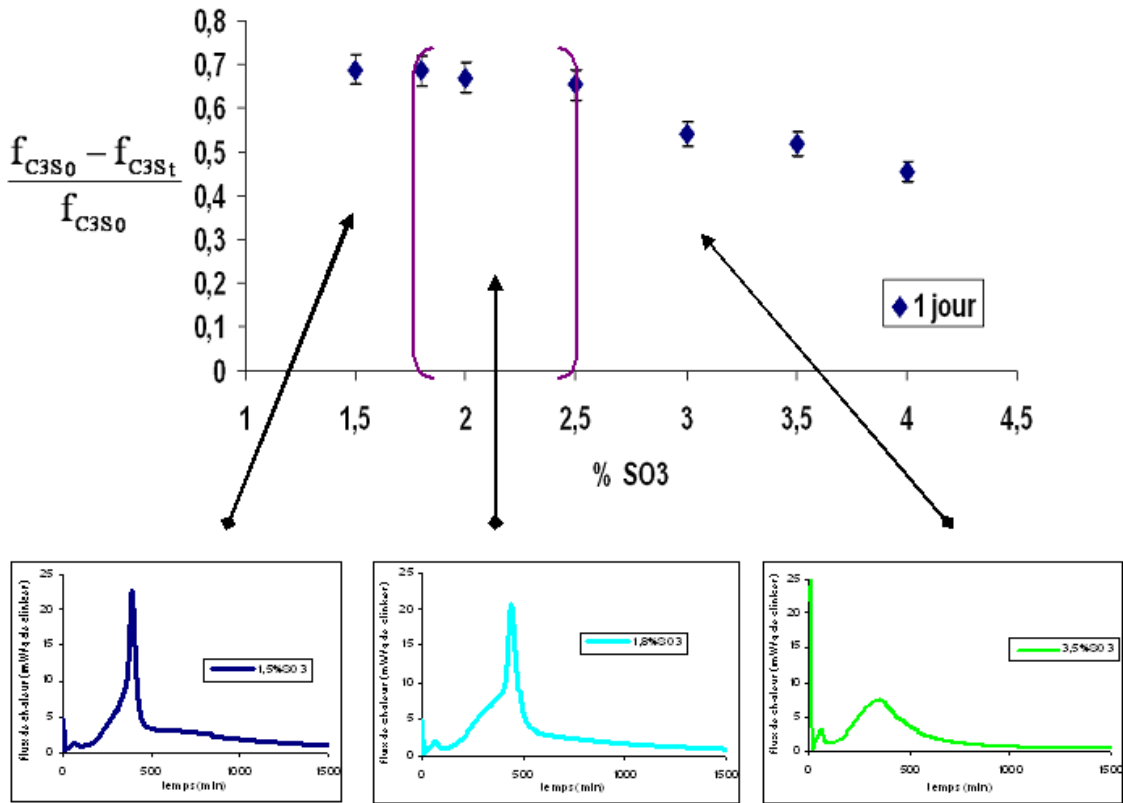 0,8
0,7
0,6
0,5
0,4
0,3
0,2
0,1
0
f_C3S0 − f_C3St
f_C3S0
1 jour
1 1,5 2 2,5 3 3,5 4 4,5
% SO3
flux de chaleur (mW/g de clinker)
25
20
15
10
5
0
1,5%SO3
0 500 1000 1500
Temps (min)
flux de chaleur (mW/g de clinker)
25
20
15
10
5
0
1,8%SO3
0 500 1000 1500
Temps (min)
flux de chaleur (mW/g de clinker)
25
20
15
10
5
0
3,5%SO3
0 500 1000 1500
Temps (min)